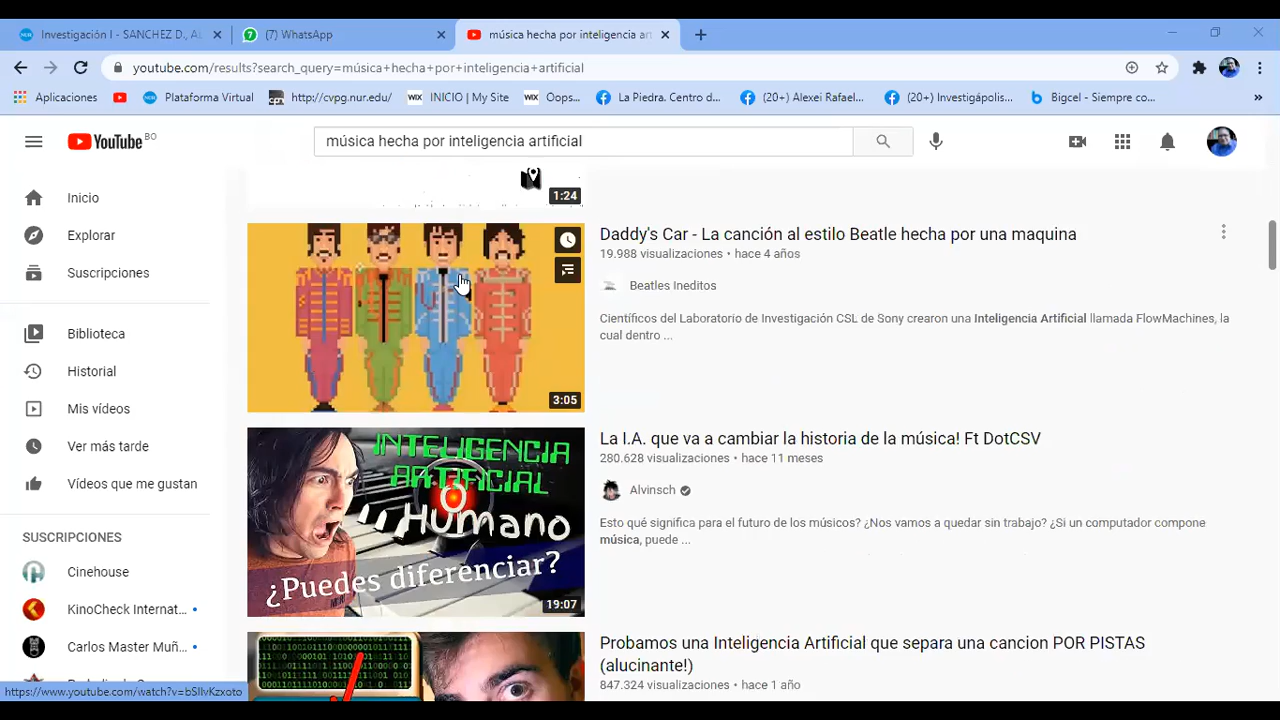 Investigación I - SANCHEZ D., AL
(7) WhatsApp
música hecha por inteligencia art
youtube.com/results?search_query=música+hecha+por+inteligencia+artificial
Aplicaciones
Plataforma Virtual
http://cvpg.nur.edu/
WIX INICIO | My Site
WIX Oops...
La Piedra. Centro d...
(20+) Alexei Rafael...
(20+) Investigápolis...
Bigcel - Siempre co...
»
YouTube BO
música hecha por inteligencia artificial
Inicio
Explorar
Suscripciones
Biblioteca
Historial
Mis vídeos
Ver más tarde
Vídeos que me gustan
SUSCRIPCIONES
Cinehouse
KinoCheck Internat...
Carlos Master Muñ...
https://www.youtube.com/watch?v=bSIlvKzxoto
1:24
3:05
Daddy's Car - La canción al estilo Beatle hecha por una maquina
19.988 visualizaciones • hace 4 años
Beatles Ineditos
Científicos del Laboratorio de Investigación CSL de Sony crearon una Inteligencia Artificial llamada FlowMachines, la
cual dentro ...
INTELIGENCIA
ARTIFICIAL
O
Humano
¿Puedes diferenciar?
19:07
La I.A. que va a cambiar la historia de la música! Ft DotCSV
280.628 visualizaciones • hace 11 meses
Alvinsch
Esto qué significa para el futuro de los músicos? ¿Nos vamos a quedar sin trabajo? ¿Si un computador compone
música, puede ...
Probamos una Inteligencia Artificial que separa una cancion POR PISTAS
(alucinante!)
847.324 visualizaciones • hace 1 año